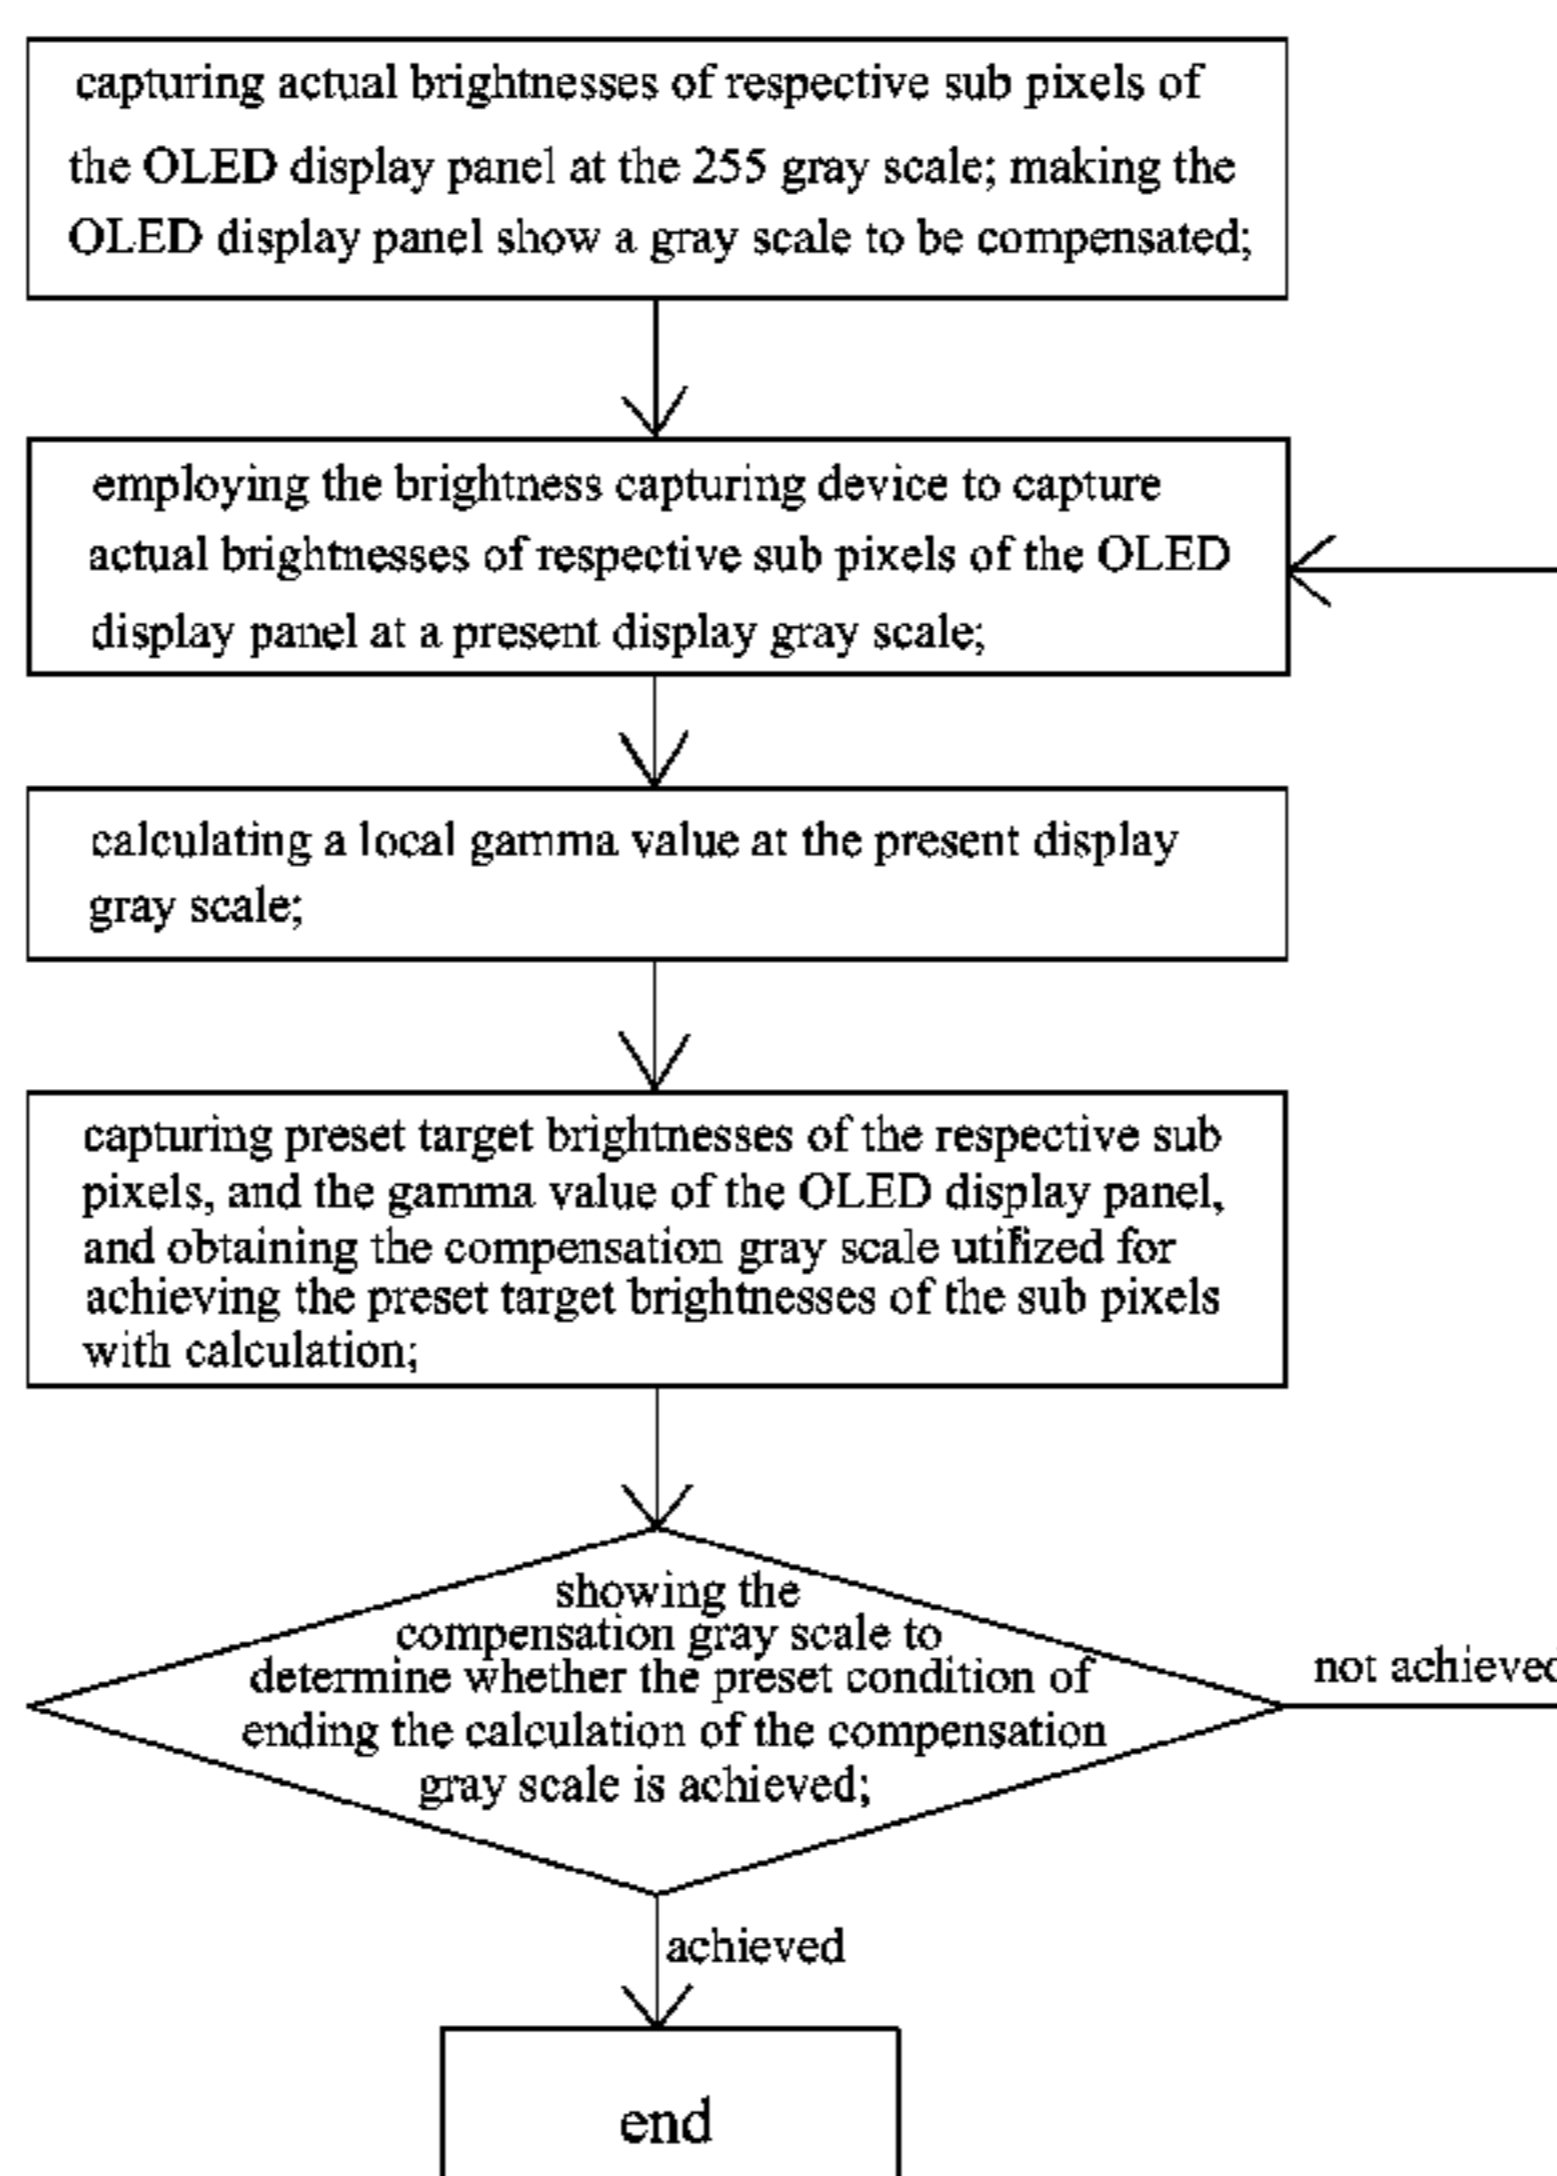 capturing actual brightnesses of respective sub pixels of
the OLED display panel at the 255 gray scale; making the
OLED display panel show a gray scale to be compensated;
employing the brightness capturing device to capture
actual brightnesses of respective sub pixels of the OLED
display panel at a present display gray scale;
calculating a local gamma value at the present display
gray scale;
capturing preset target brightnesses of the respective sub
pixels, and the gamma value of the OLED display panel,
and obtaining the compensation gray scale utilized for
achieving the preset target brightnesses of the sub pixels
with calculation;
showing the
compensation gray scale to
determine whether the preset condition of
ending the calculation of the compensation
gray scale is achieved;
not achieved
achieved
end